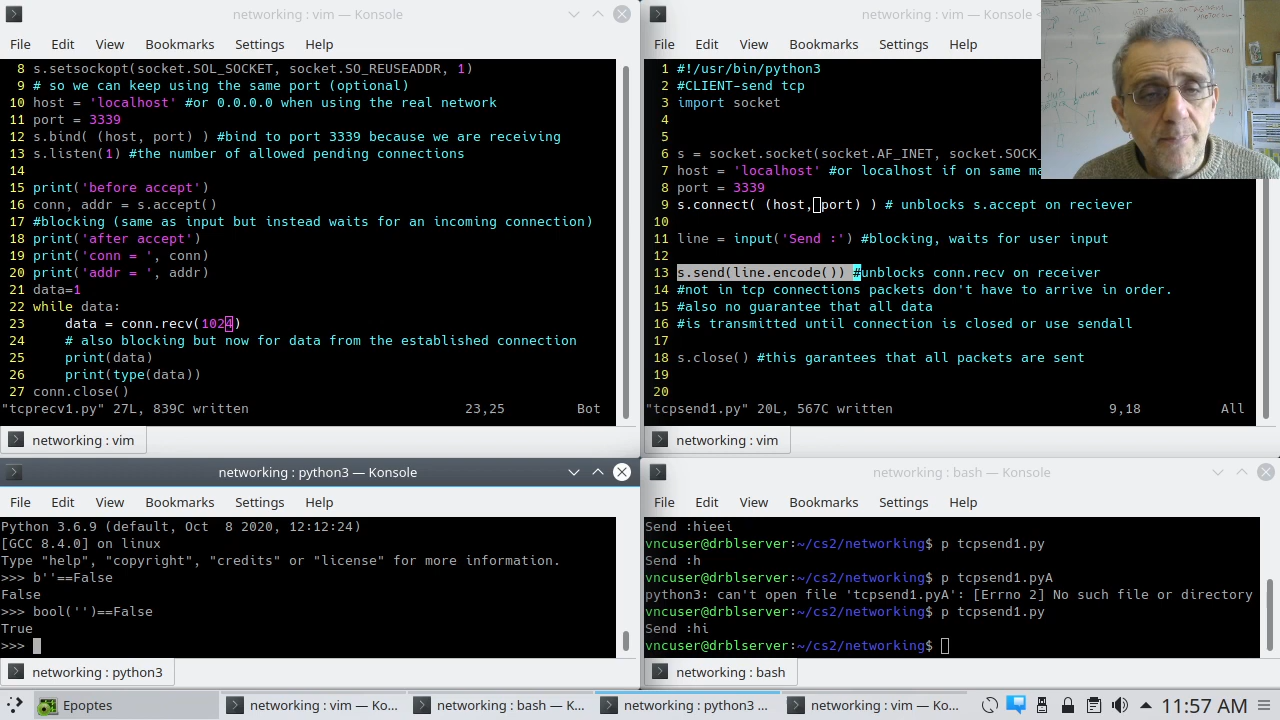 networking : vim — Konsole
File Edit View Bookmarks Settings Help
8 s.setsockopt(socket.SOL_SOCKET, socket.SO_REUSEADDR, 1)
9 # so we can keep using the same port (optional)
10 host = 'localhost' #or 0.0.0.0 when using the real network
11 port = 3339
12 s.bind( (host, port) ) #bind to port 3339 because we are receiving
13 s.listen(1) #the number of allowed pending connections
14
15 print('before accept')
16 conn, addr = s.accept()
17 #blocking (same as input but instead waits for an incoming connection)
18 print('after accept')
19 print('conn = ', conn)
20 print('addr = ', addr)
21 data=1
22 while data:
23     data = conn.recv(1024)
24     # also blocking but now for data from the established connection
25     print(data)
26     print(type(data))
27 conn.close()
"tcprecv1.py" 27L, 839C written 23,25 Bot
networking : vim
networking : vim — Konsole
File Edit View Bookmarks Settings Help
1 #!/usr/bin/python3
2 #CLIENT-send tcp
3 import socket
4
5
6 s = socket.socket(socket.AF_INET, socket.SOCK_
7 host = 'localhost' #or localhost if on same ma
8 port = 3339
9 s.connect( (host, port) ) # unblocks s.accept on reciever
10
11 line = input('Send :') #blocking, waits for user input
12
13 s.send(line.encode()) #unblocks conn.recv on receiver
14 #not in tcp connections packets don't have to arrive in order.
15 #also no guarantee that all data
16 #is transmitted until connection is closed or use sendall
17
18 s.close() #this garantees that all packets are sent
19
20
"tcpsend1.py" 20L, 567C written 9,18 All
networking : vim
networking : python3 — Konsole
File Edit View Bookmarks Settings Help
Python 3.6.9 (default, Oct  8 2020, 12:12:24)
[GCC 8.4.0] on linux
Type "help", "copyright", "credits" or "license" for more information.
>>> b''==False
False
>>> bool('')==False
True
>>>
networking : python3
networking : bash — Konsole
File Edit View Bookmarks Settings Help
Send :hieei
vncuser@drblserver:~/cs2/networking$ p tcpsend1.py
Send :h
vncuser@drblserver:~/cs2/networking$ p tcpsend1.pyA
python3: can't open file 'tcpsend1.pyA': [Errno 2] No such file or directory
vncuser@drblserver:~/cs2/networking$ p tcpsend1.py
Send :hi
vncuser@drblserver:~/cs2/networking$
networking : bash
Epoptes
networking : vim — Ko...
networking : bash — K...
networking : python3 ...
networking : vim — Ko...
11:57 AM